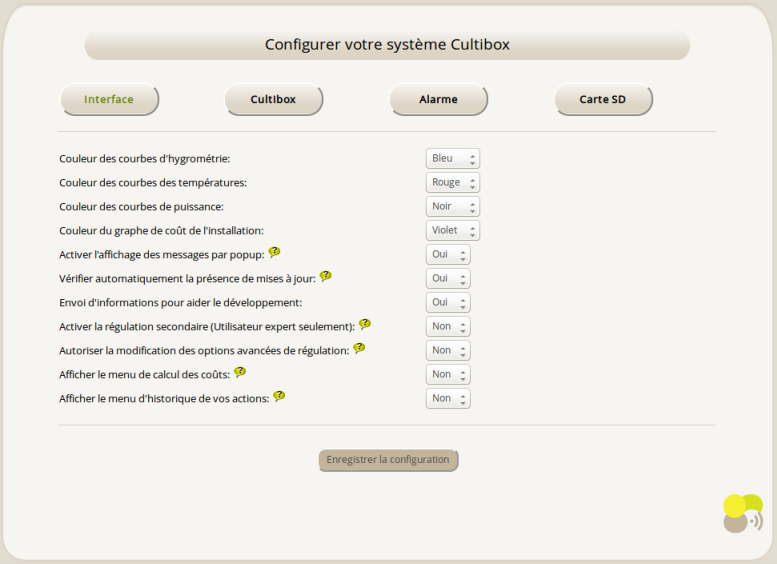 Configurer votre système Cultibox
Interface Cultibox Alarme Carte SD
Couleur des courbes d'hygrométrie: Bleu
Couleur des courbes des températures: Rouge
Couleur des courbes de puissance: Noir
Couleur du graphe de coût de l'installation: Violet
Activer l'affichage des messages par popup: ? Oui
Vérifier automatiquement la présence de mises à jour: ? Oui
Envoi d'informations pour aider le développement: Oui
Activer la régulation secondaire (Utilisateur expert seulement): ? Non
Autoriser la modification des options avancées de régulation: ? Non
Afficher le menu de calcul des coûts: ? Non
Afficher le menu d'historique de vos actions: ? Non
Enregistrer la configuration